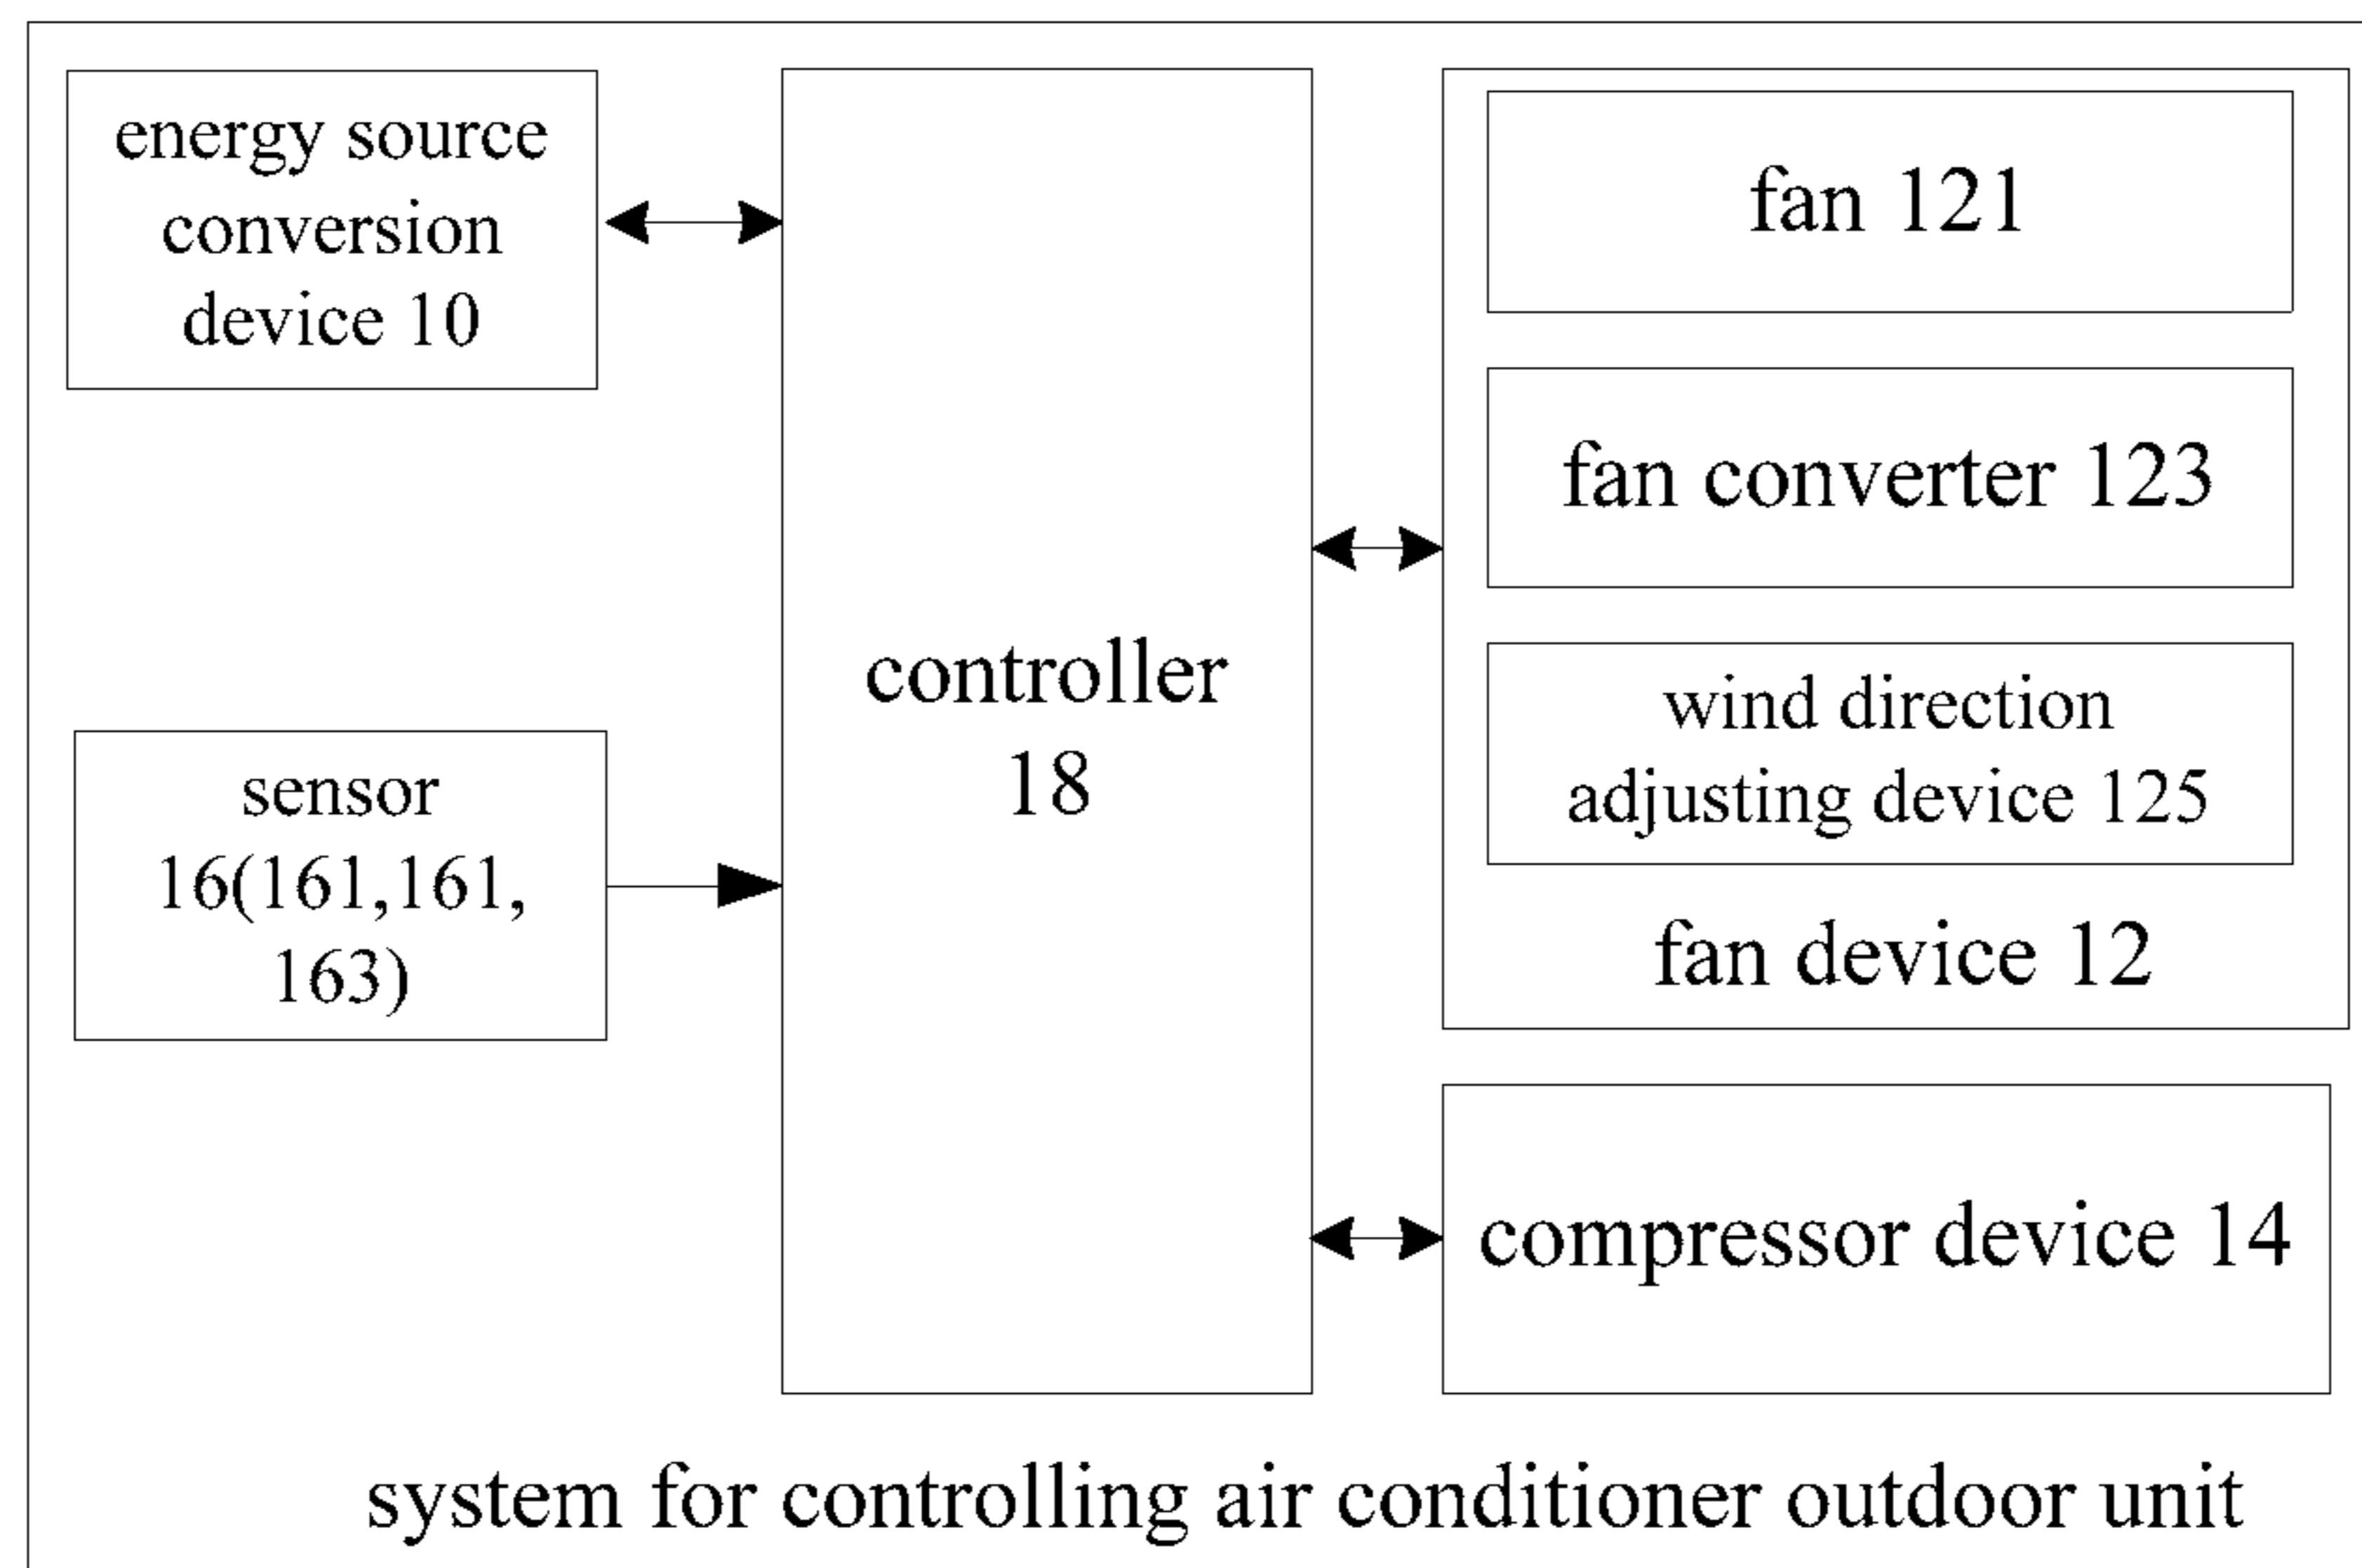 energy source
conversion
device 10
sensor
16(161,161,
163)
controller
18
fan 121
fan converter 123
wind direction
adjusting device 125
fan device 12
compressor device 14
system for controlling air conditioner outdoor unit